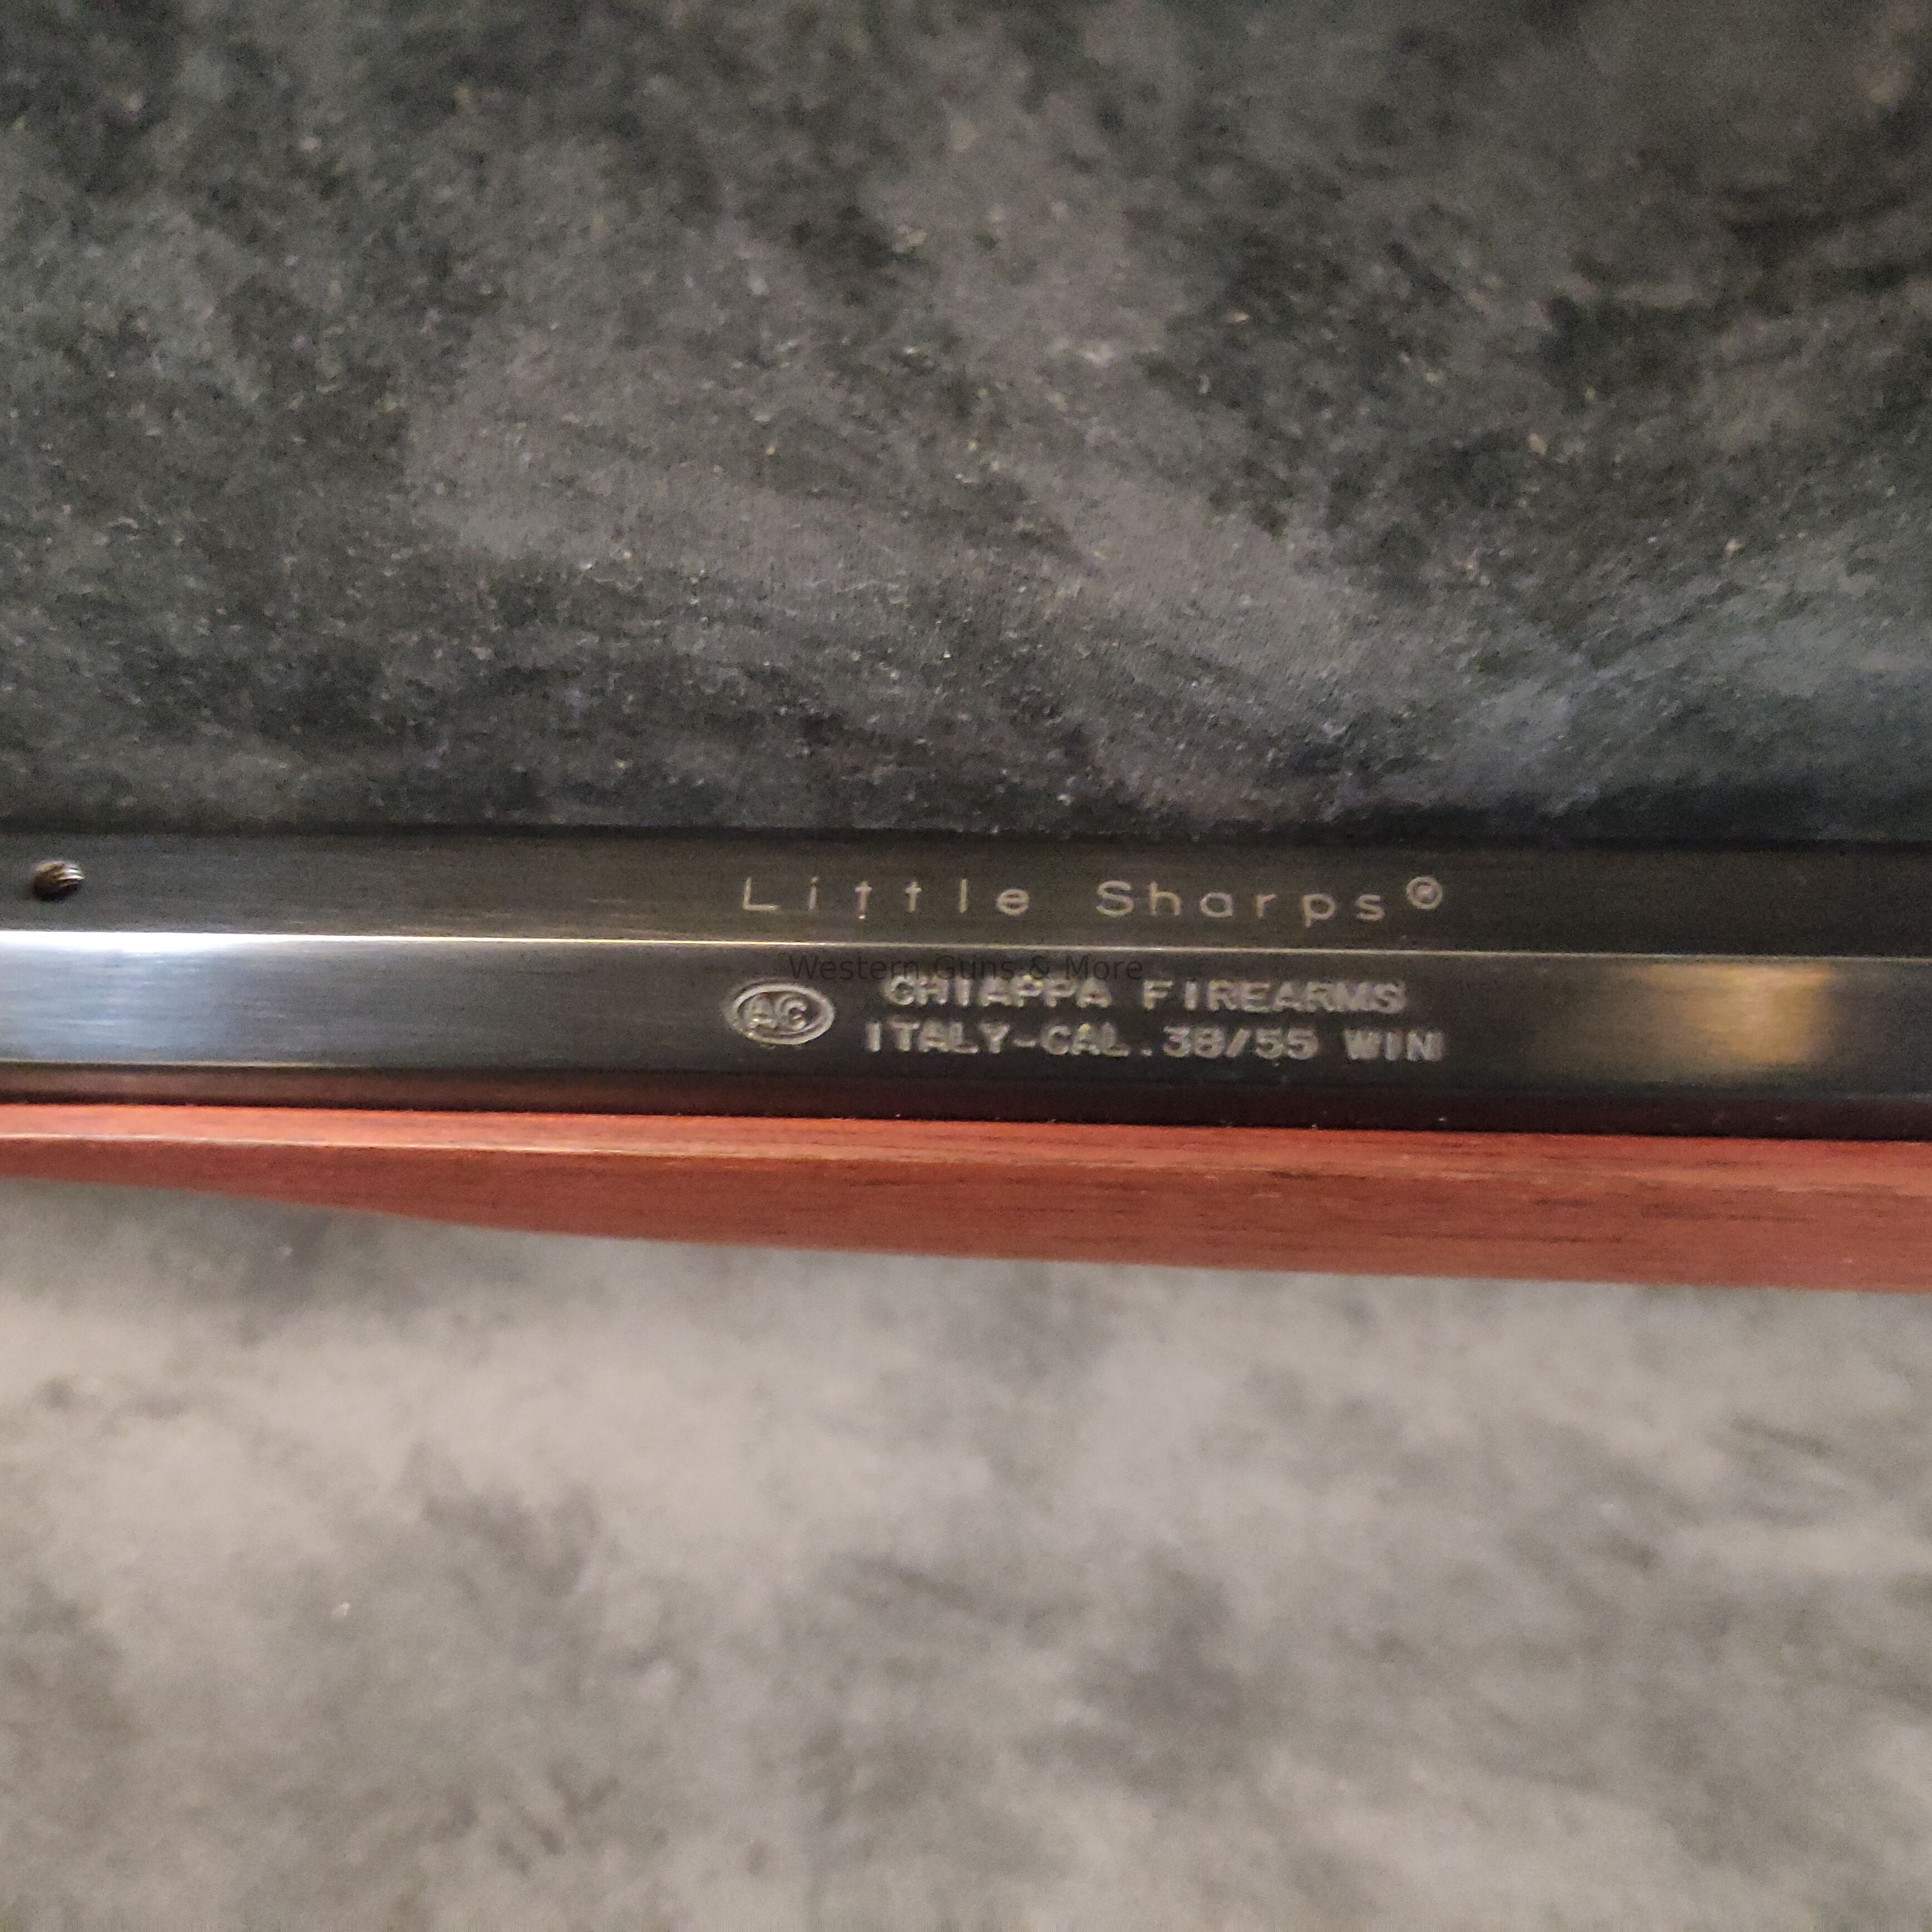 Little Sharps®
Western Guns & More
AC
CHIAPPA FIREARMS
ITALY-CAL.38/55 WIN